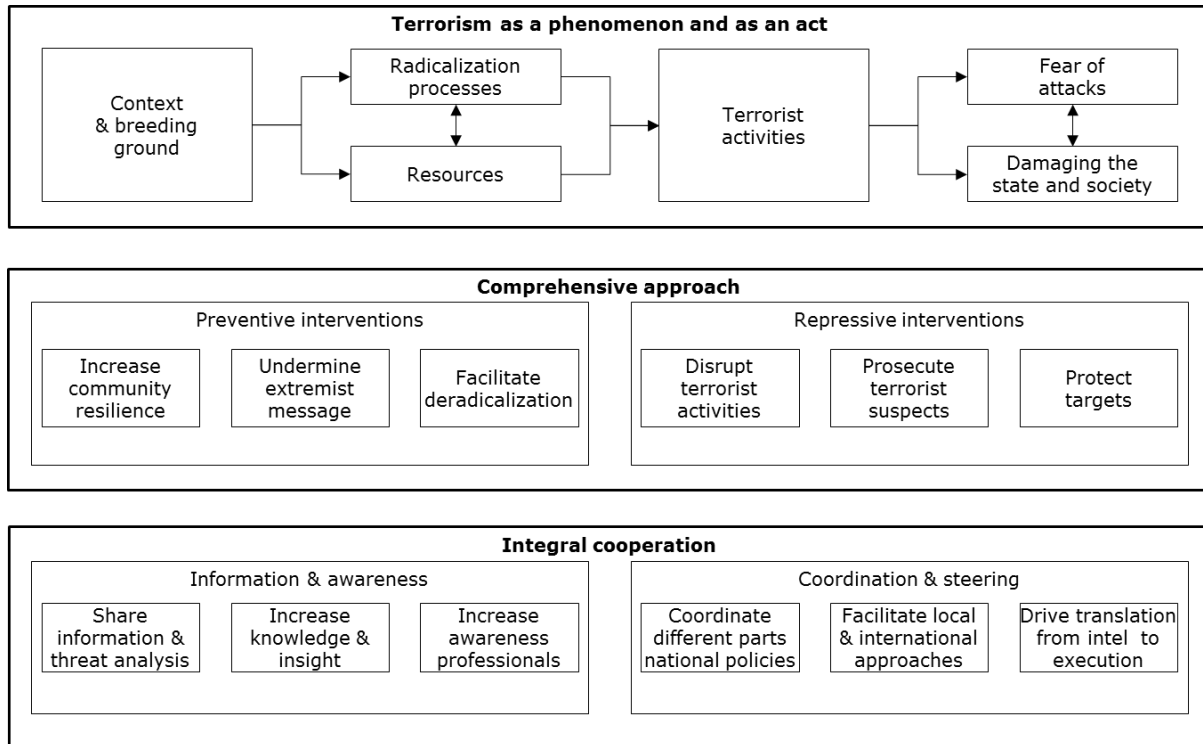 Terrorism as a phenomenon and as an act
Context
& breeding
ground
Radicalization
processes
Resources
Terrorist
activities
Fear of
attacks
Damaging the
state and society
Comprehensive approach
Preventive interventions
Increase
community
resilience
Undermine
extremist
message
Facilitate
deradicalization
Repressive interventions
Disrupt
terrorist
activities
Prosecute
terrorist
suspects
Protect
targets
Integral cooperation
Information & awareness
Share
information &
threat analysis
Increase
knowledge &
insight
Increase
awareness
professionals
Coordination & steering
Coordinate
different parts
national policies
Facilitate local
& international
approaches
Drive translation
from intel to
execution